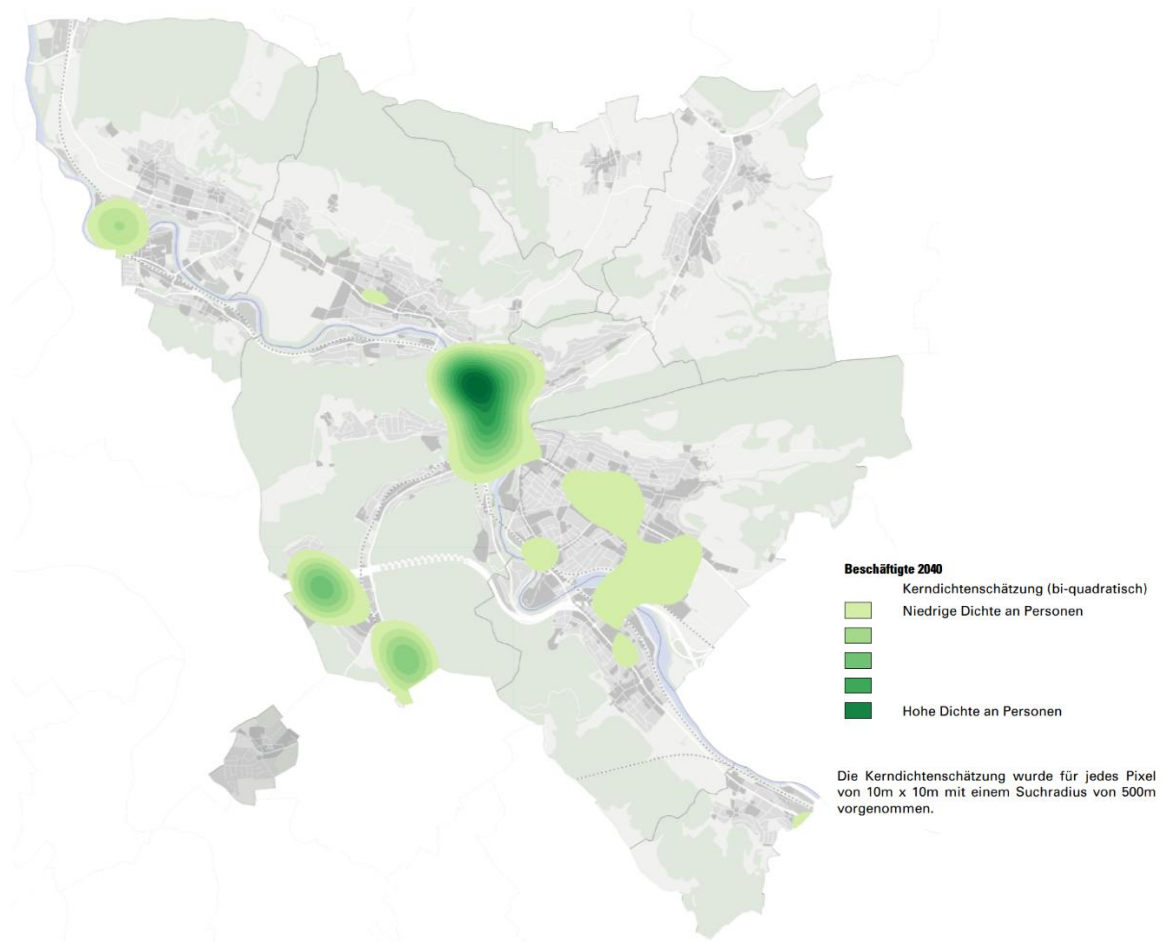 Beschäftigte 2040
Kerndichtenschätzung (bi-quadratisch)
Niedrige Dichte an Personen
Hohe Dichte an Personen
Die Kerndichtenschätzung wurde für jedes Pixel
von 10m x 10m mit einem Suchradius von 500m
vorgenommen.